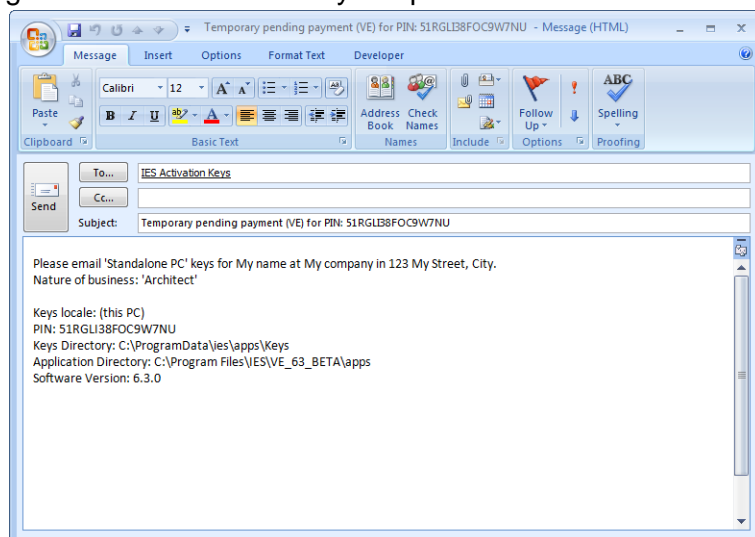 Temporary pending payment (VE) for PIN: 51RGLI38FOC9W7NU - Message (HTML)
Message Insert Options Format Text Developer
Calibri 12
Paste
B I U
Address Book
Check Names
Follow Up
Spelling
ABC
Clipboard Basic Text Names Include Options Proofing
To... IES Activation Keys
Cc...
Send
Subject: Temporary pending payment (VE) for PIN: 51RGLI38FOC9W7NU
Please email 'Standalone PC' keys for My name at My company in 123 My Street, City.
Nature of business: 'Architect'
Keys locale: (this PC)
PIN: 51RGLI38FOC9W7NU
Keys Directory: C:\ProgramData\ies\apps\Keys
Application Directory: C:\Program Files\IES\VE_63_BETA\apps
Software Version: 6.3.0